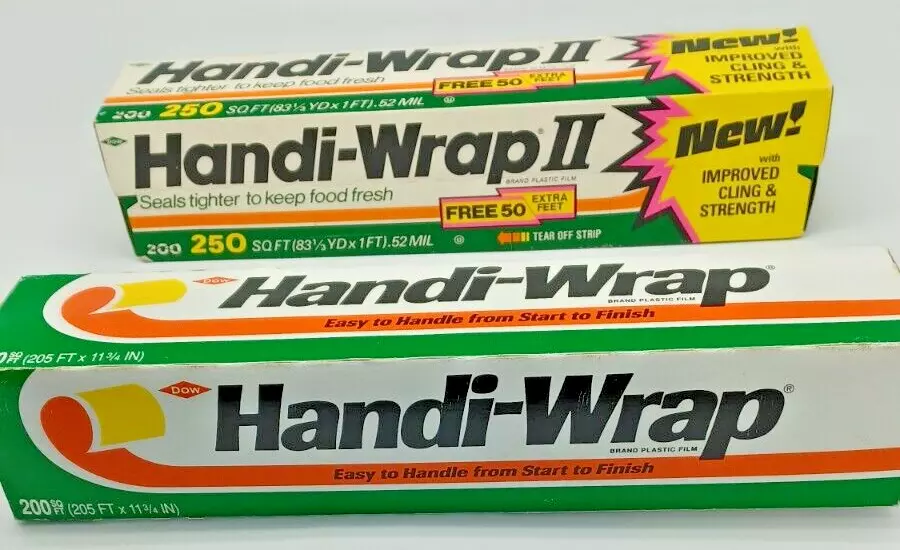 Handi-Wrap II
Seals tighter to keep food fresh
FREE 50 EXTRA FEET
200 250 SQ FT (83⅓ YD x 1 FT) .52 MIL
New!
with
IMPROVED
CLING &
STRENGTH
DOW
Handi-Wrap® II
BRAND PLASTIC FILM
Seals tighter to keep food fresh
FREE 50 EXTRA FEET
200 250 SQ FT (83⅓ YD x 1 FT) .52 MIL
TEAR OFF STRIP
New!
with
IMPROVED
CLING &
STRENGTH
DOW
Handi-Wrap®
BRAND PLASTIC FILM
Easy to Handle from Start to Finish
(205 FT x 11¾ IN)
DOW
Handi-Wrap®
BRAND PLASTIC FILM
Easy to Handle from Start to Finish
200 SQ FT (205 FT x 11¾ IN)